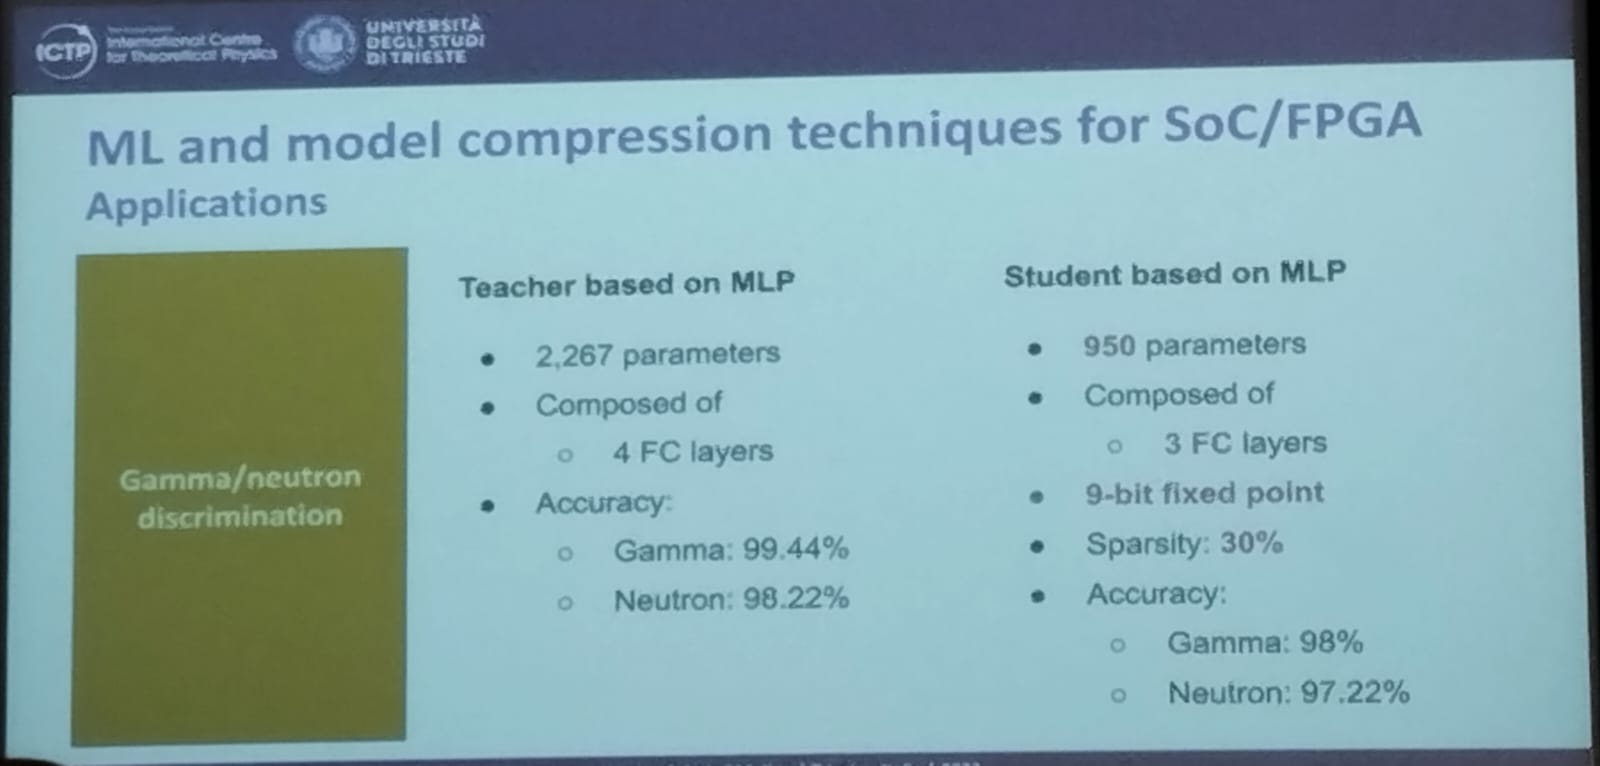 ICTP
International Centre
for Theoretical Physics
UNIVERSITÀ
DEGLI STUDI
DI TRIESTE
ML and model compression techniques for SoC/FPGA
Applications
Gamma/neutron
discrimination
Teacher based on MLP
2,267 parameters
Composed of
4 FC layers
Accuracy:
Gamma: 99.44%
Neutron: 98.22%
Student based on MLP
950 parameters
Composed of
3 FC layers
9-bit fixed point
Sparsity: 30%
Accuracy:
Gamma: 98%
Neutron: 97.22%